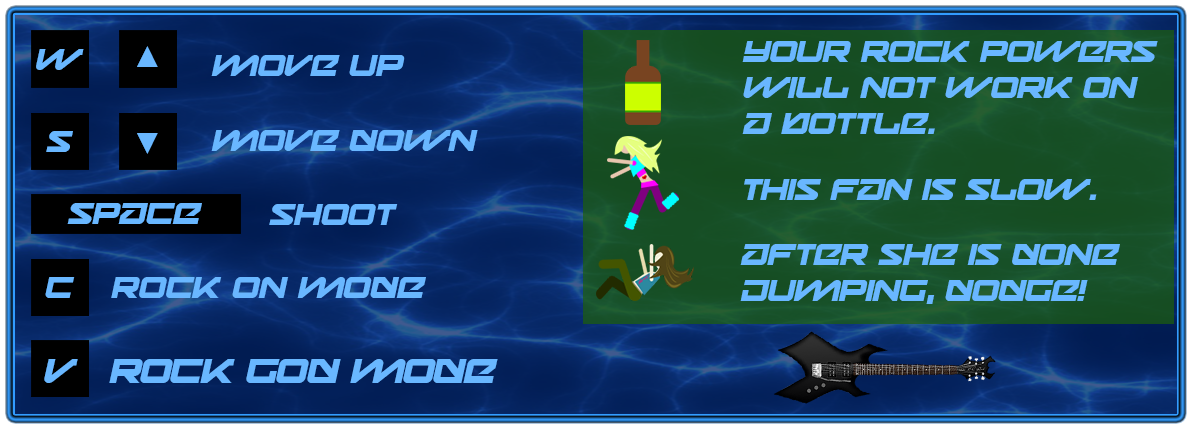 W ▲ MOVE UP
S ▼ MOVE DOWN
SPACE SHOOT
C ROCK ON MODE
V ROCK GOD MODE
YOUR ROCK POWERS
WILL NOT WORK ON
A BOTTLE.
THIS FAN IS SLOW.
AFTER SHE IS DONE
JUMPING, DODGE!